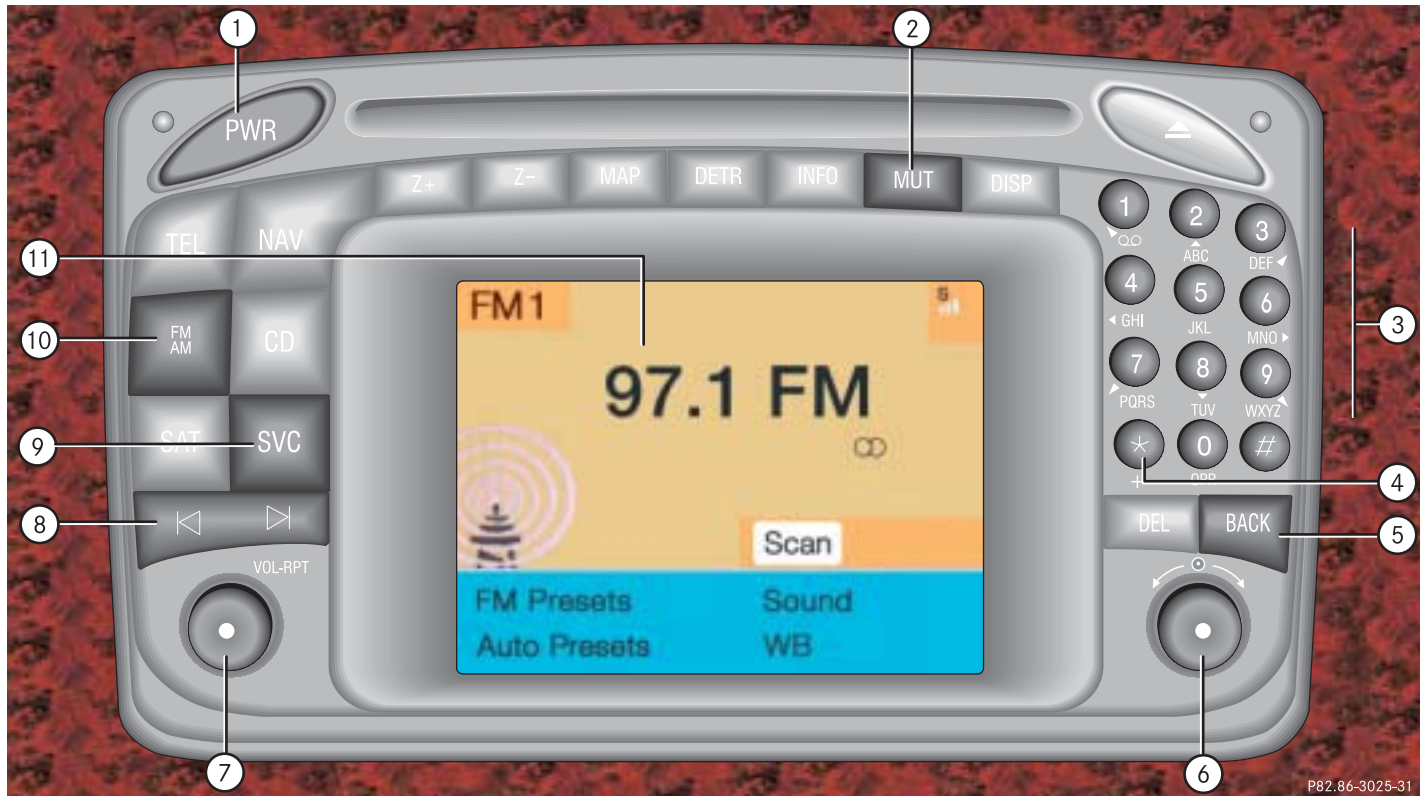 1
2
PWR
Z+ Z− MAP DETR INFO MUT DISP
TEL NAV
1 2 3
ABC DEF
11
FM1
4 5 6
GHI JKL MNO
3
10
FM
AM
CD
97.1 FM
7 8 9
PQRS TUV WXYZ
9
SAT SVC
* 0 #
+ OPR
4
8
Scan
DEL BACK
5
VOL-RPT
FM Presets Sound
Auto Presets WB
7
6
P82.86-3025-31